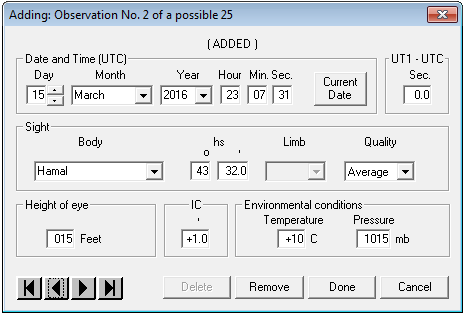 Adding: Observation No. 2 of a possible 25
( ADDED )
Date and Time (UTC)
UT1 - UTC
Day Month Year Hour Min. Sec.
Sec.
15 March 2016 23 07 31
Current Date
0.0
Sight
Body hs Limb Quality
o '
Hamal 43 32.0 Average
Height of eye
IC
Environmental conditions
' Temperature Pressure
015 Feet +1.0 +10 C 1015 mb
Delete Remove Done Cancel